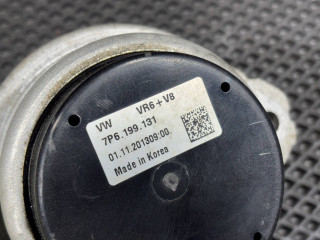 VW VR6+V8
7P6.199.131
01.11.201309:00
Made in Korea